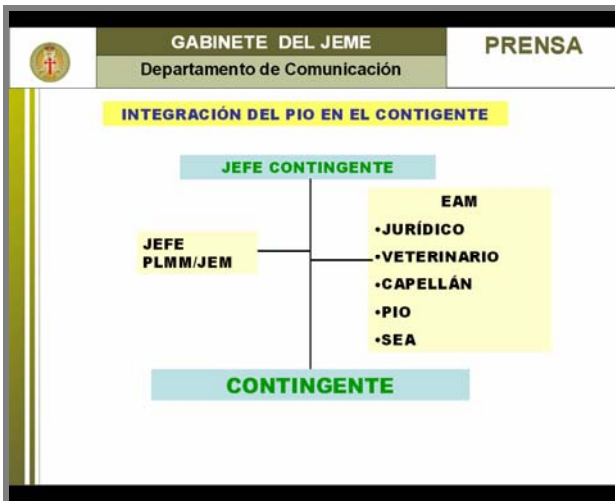 GABINETE DEL JEME
PRENSA
Departamento de Comunicación
INTEGRACIÓN DEL PIO EN EL CONTIGENTE
JEFE CONTINGENTE
JEFE
PLMM/JEM
EAM
•JURÍDICO
•VETERINARIO
•CAPELLÁN
•PIO
•SEA
CONTINGENTE